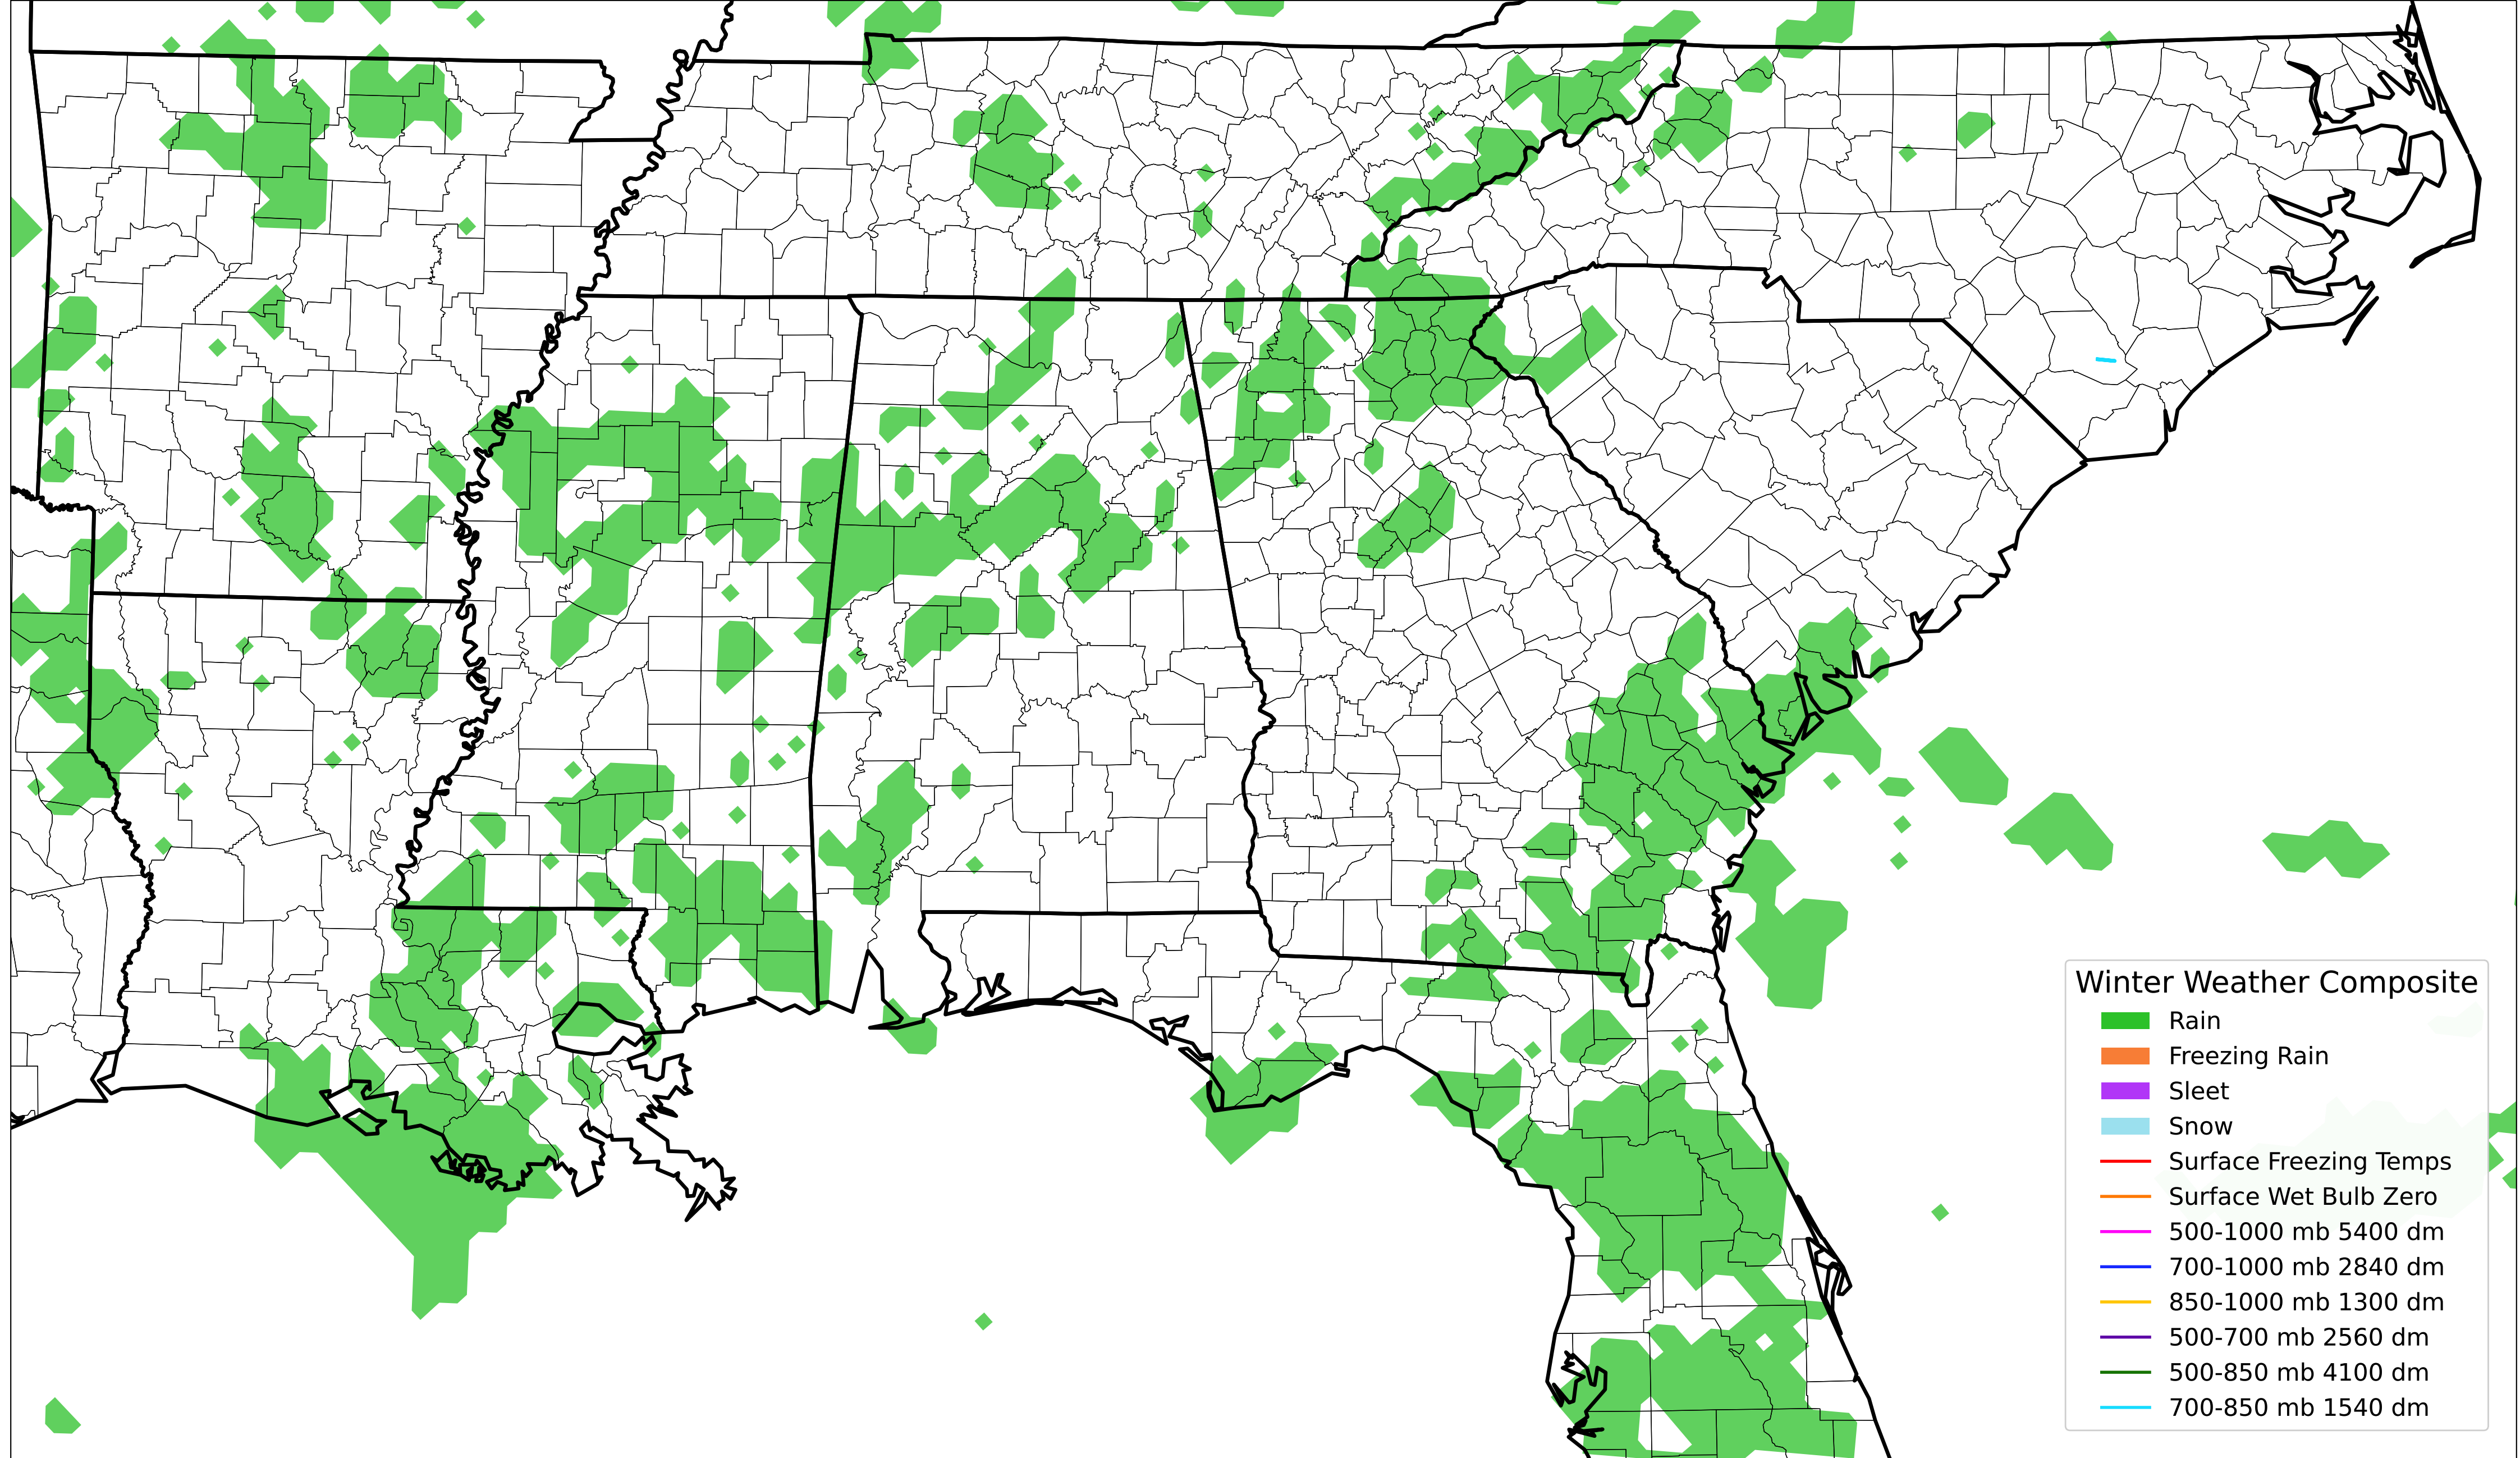 Winter Weather Composite
Rain
Freezing Rain
Sleet
Snow
Surface Freezing Temps
Surface Wet Bulb Zero
500-1000 mb 5400 dm
700-1000 mb 2840 dm
850-1000 mb 1300 dm
500-700 mb 2560 dm
500-850 mb 4100 dm
700-850 mb 1540 dm